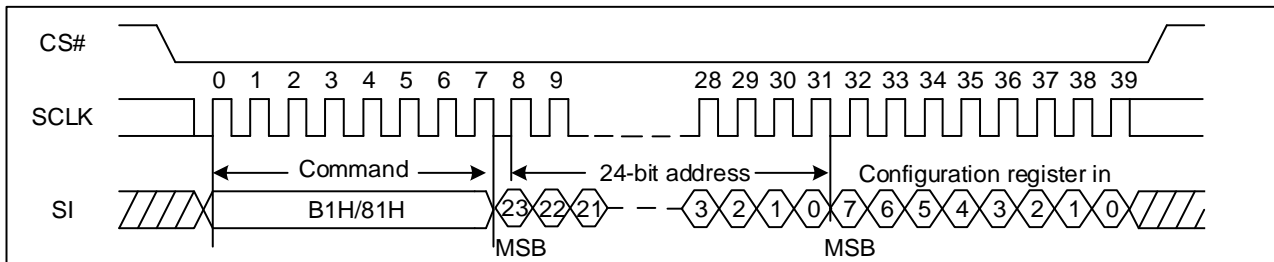 CS#
0 1 2 3 4 5 6 7 8 9 28 29 30 31 32 33 34 35 36 37 38 39
SCLK
Command 24-bit address Configuration register in
SI B1H/81H 23 22 21 3 2 1 0 7 6 5 4 3 2 1 0
MSB MSB